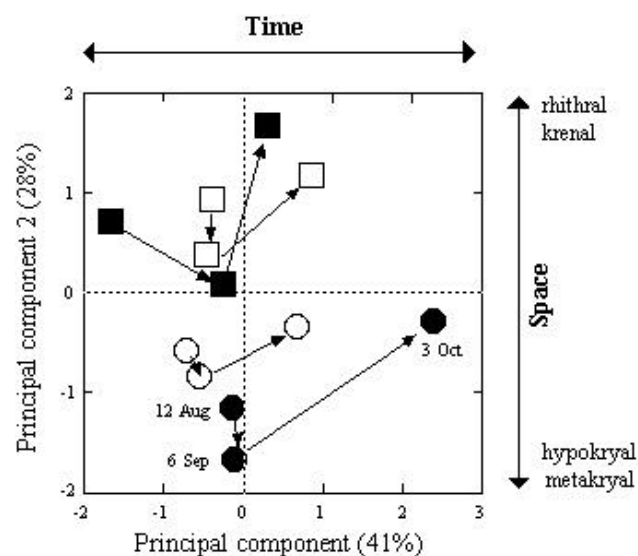 Time
2
1
0
-1
-2
-2
-1
0
1
2
3
Principal component 2 (28%)
Principal component (41%)
12 Aug
6 Sep
3 Oct
rhithral
krenal
Space
hypokryal
metakryal